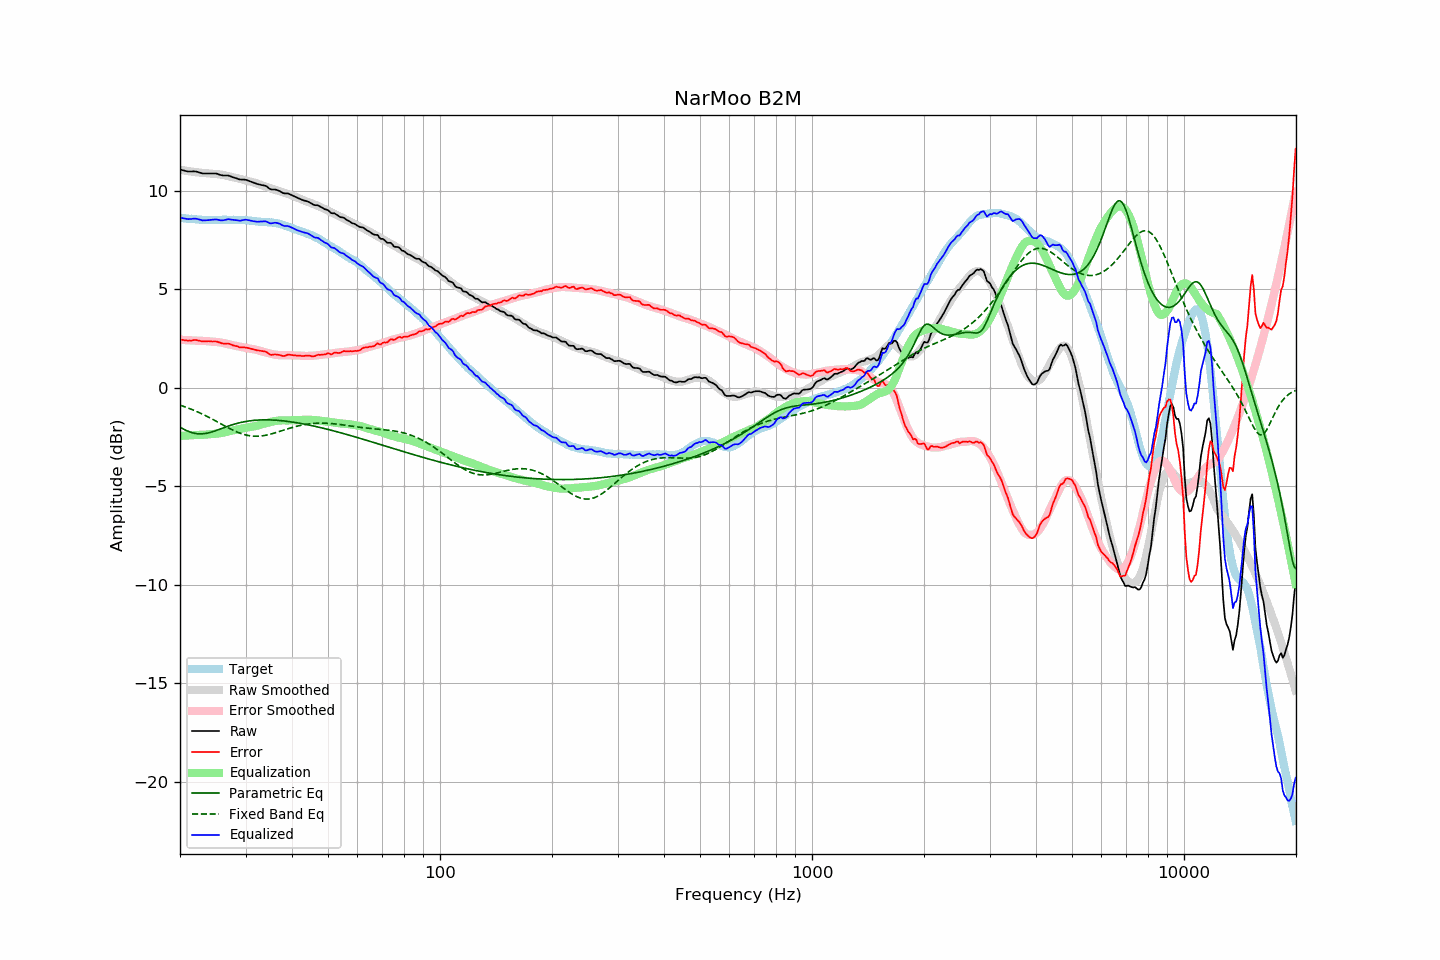 NarMoo B2M
Amplitude (dBr)
10
5
0
−5
−10
−15
−20
Target
Raw Smoothed
Error Smoothed
Raw
Error
Equalization
Parametric Eq
Fixed Band Eq
Equalized
100
1000
10000
Frequency (Hz)